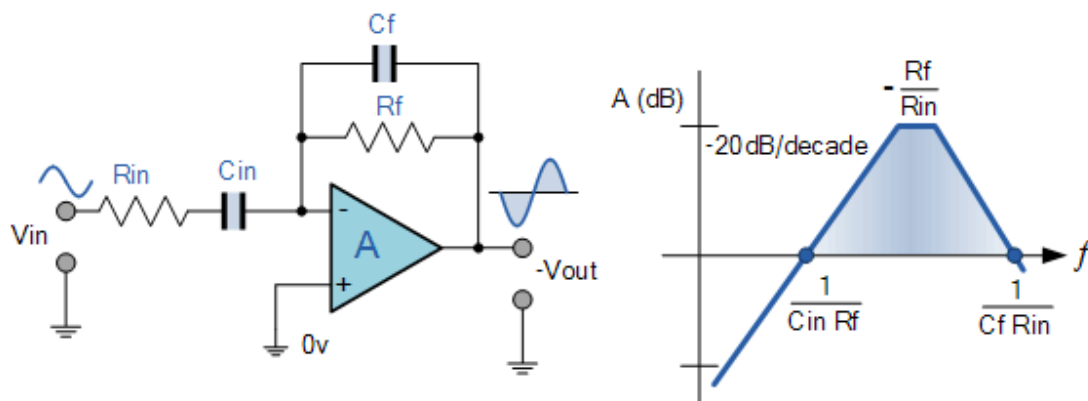 Cf
Rf
Rin
Cin
Vin
-
A
+
0v
-Vout
A (dB)
- Rf
Rin
-20dB/decade
f
1
Cin Rf
1
Cf Rin